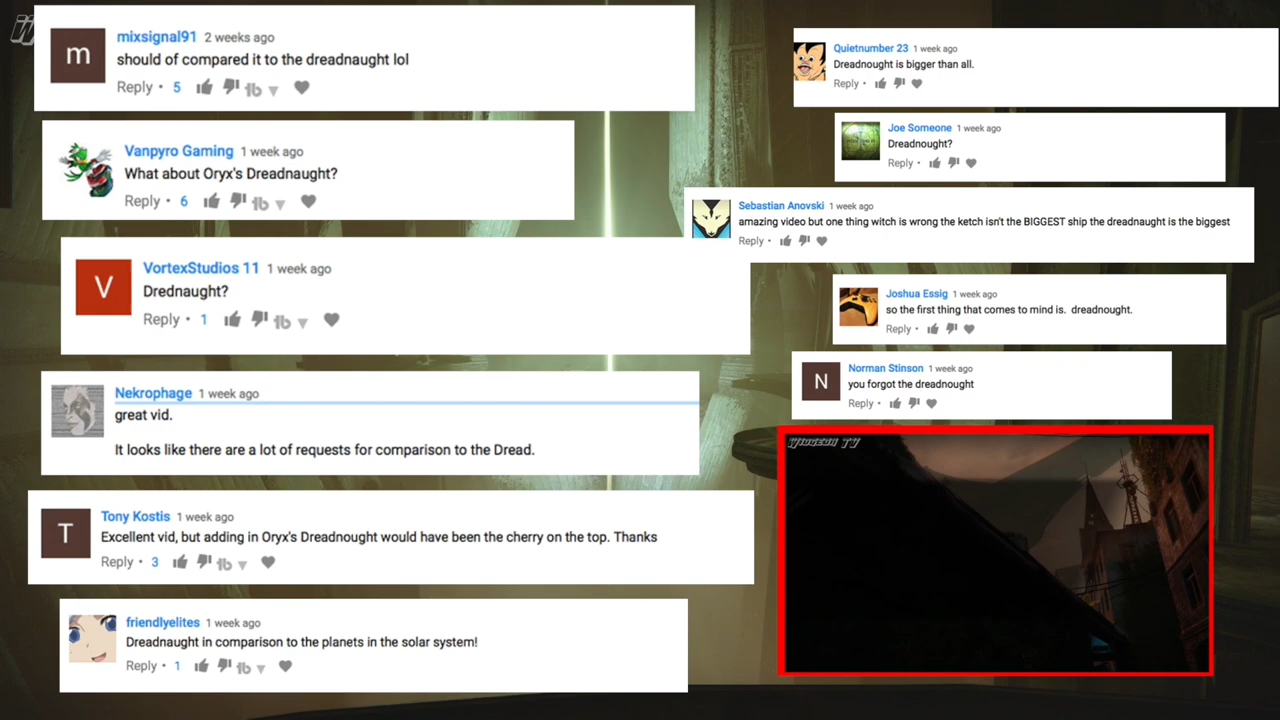 mixsignal91 2 weeks ago
should of compared it to the dreadnaught lol
Reply • 5
Vanpyro Gaming 1 week ago
What about Oryx's Dreadnaught?
Reply • 6
VortexStudios 11 1 week ago
Drednaught?
Reply • 1
Nekrophage 1 week ago
great vid.
It looks like there are a lot of requests for comparison to the Dread.
Tony Kostis 1 week ago
Excellent vid, but adding in Oryx's Dreadnought would have been the cherry on the top. Thanks
Reply • 3
friendlyelites 1 week ago
Dreadnaught in comparison to the planets in the solar system!
Reply • 1
Quietnumber 23 1 week ago
Dreadnought is bigger than all.
Reply •
Joe Someone 1 week ago
Dreadnought?
Reply •
Sebastian Anovski 1 week ago
amazing video but one thing witch is wrong the ketch isn't the BIGGEST ship the dreadnaught is the biggest
Reply •
Joshua Essig 1 week ago
so the first thing that comes to mind is. dreadnought.
Reply •
Norman Stinson 1 week ago
you forgot the dreadnought
Reply •
WIDGEON TV